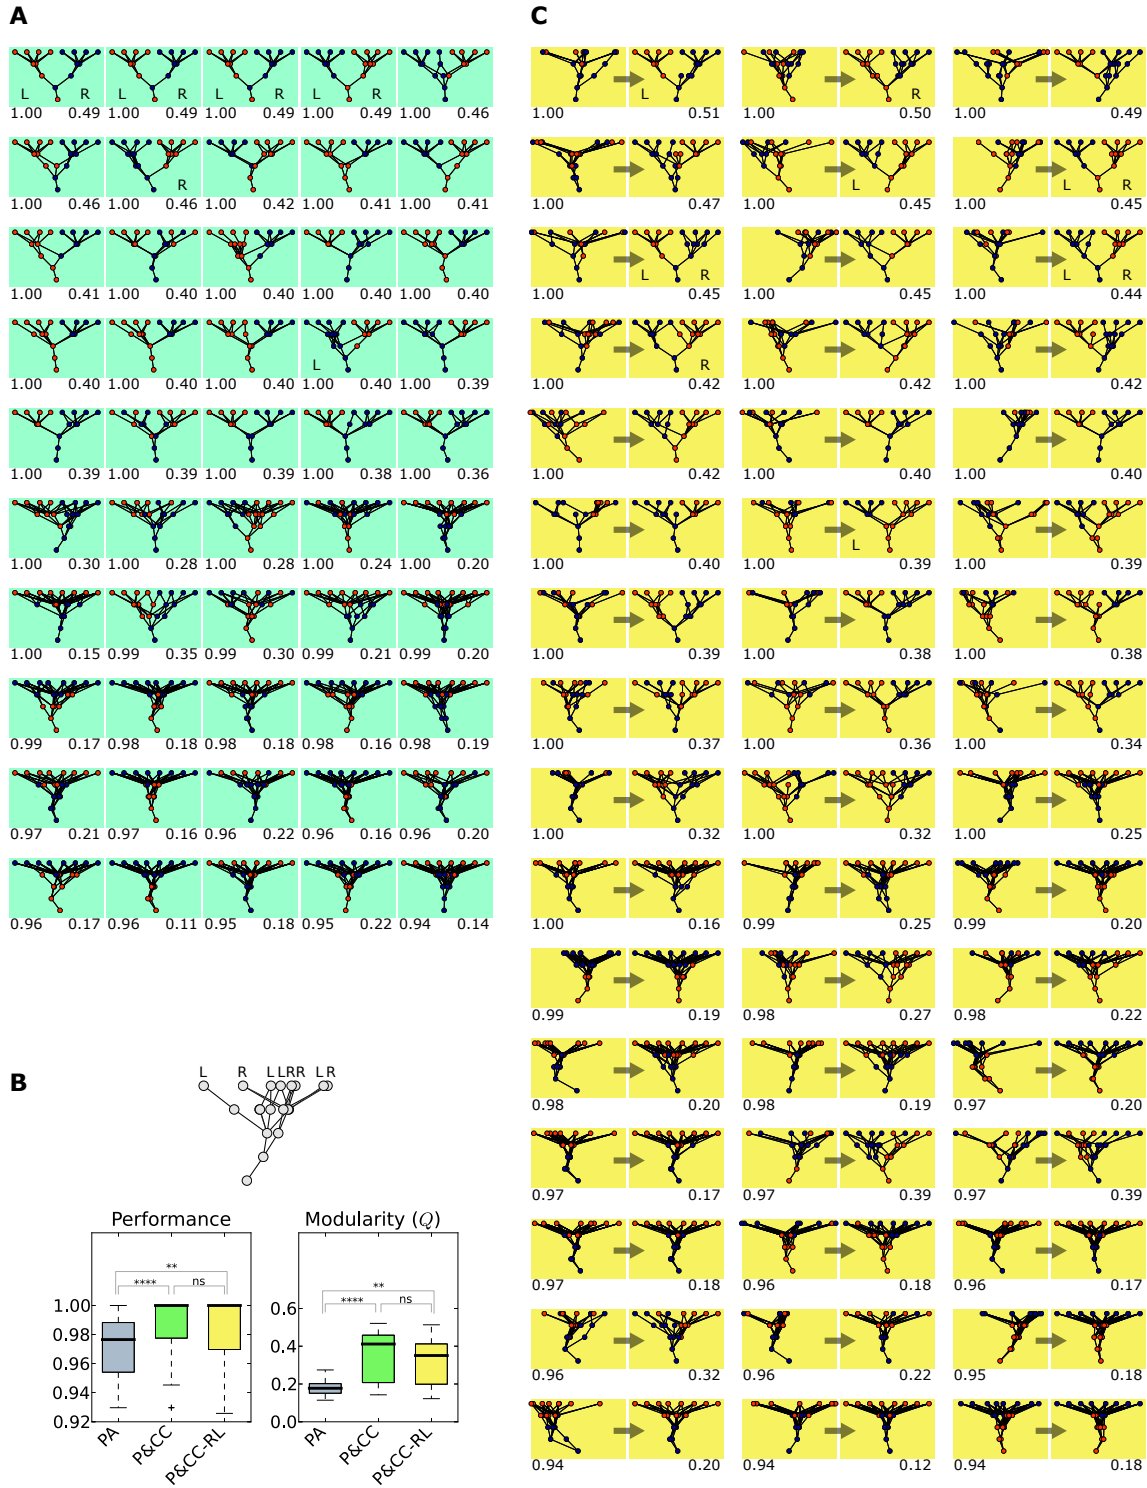 A
L R L R L R L R
1.00 0.49 1.00 0.49 1.00 0.49 1.00 0.49 1.00 0.46
R
1.00 0.46 1.00 0.46 1.00 0.42 1.00 0.41 1.00 0.41
1.00 0.41 1.00 0.40 1.00 0.40 1.00 0.40 1.00 0.40
L
1.00 0.40 1.00 0.40 1.00 0.40 1.00 0.40 1.00 0.39
1.00 0.39 1.00 0.39 1.00 0.39 1.00 0.38 1.00 0.36
1.00 0.30 1.00 0.28 1.00 0.28 1.00 0.24 1.00 0.20
1.00 0.15 0.99 0.35 0.99 0.30 0.99 0.21 0.99 0.20
0.99 0.17 0.98 0.18 0.98 0.18 0.98 0.16 0.98 0.19
0.97 0.21 0.97 0.16 0.96 0.22 0.96 0.16 0.96 0.20
0.96 0.17 0.96 0.11 0.95 0.18 0.95 0.22 0.94 0.14
B
L R L L R R L R
Performance
** 
**** ns
1.00
0.98
0.96
0.94
0.92
PA P&CC P&CC-RL
Modularity (Q)
**
**** ns
0.6
0.4
0.2
0.0
PA P&CC P&CC-RL
C
L R
1.00 0.51 1.00 0.50 1.00 0.49
L L R
1.00 0.47 1.00 0.45 1.00 0.45
L R L R
1.00 0.45 1.00 0.45 1.00 0.44
R
1.00 0.42 1.00 0.42 1.00 0.42
1.00 0.42 1.00 0.40 1.00 0.40
L
1.00 0.40 1.00 0.39 1.00 0.39
1.00 0.39 1.00 0.38 1.00 0.38
1.00 0.37 1.00 0.36 1.00 0.34
1.00 0.32 1.00 0.32 1.00 0.25
1.00 0.16 0.99 0.25 0.99 0.20
0.99 0.19 0.98 0.27 0.98 0.22
0.98 0.20 0.98 0.19 0.97 0.20
0.97 0.17 0.97 0.39 0.97 0.39
0.97 0.18 0.96 0.18 0.96 0.17
0.96 0.32 0.96 0.22 0.95 0.18
0.94 0.20 0.94 0.12 0.94 0.18